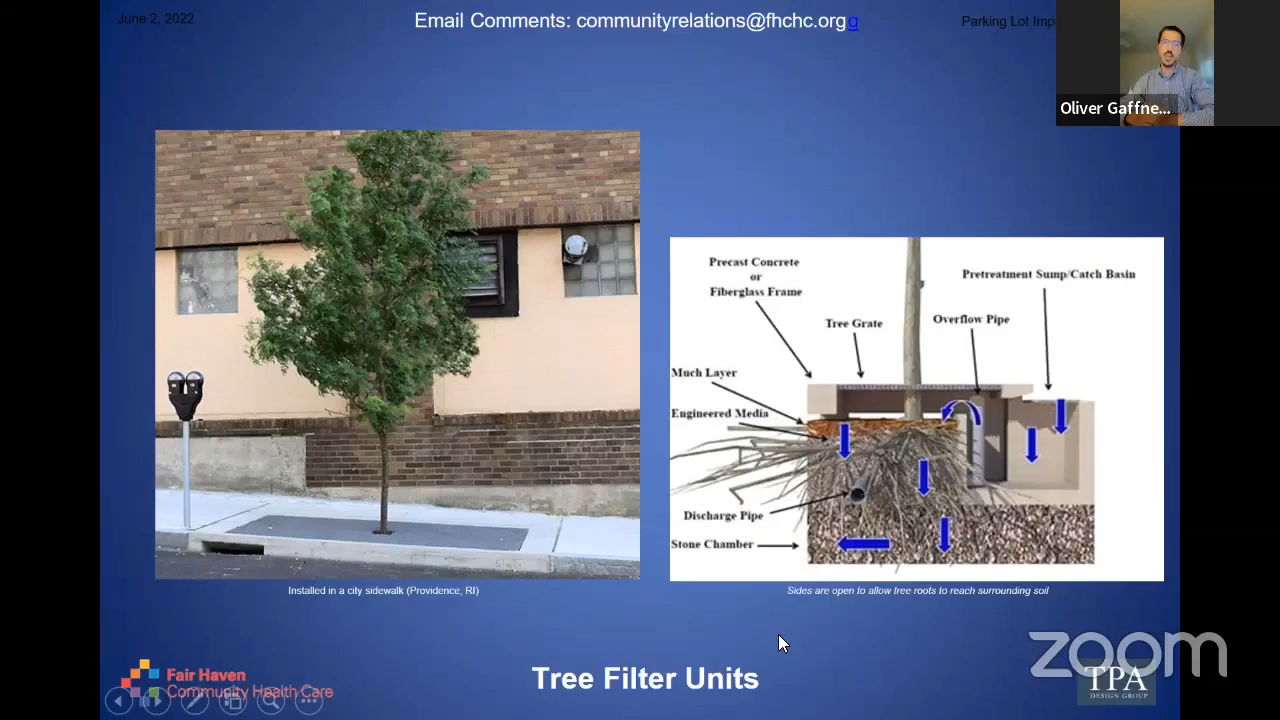 June 2, 2022
Email Comments: communityrelations@fhchc.orgg
Parking Lot Imp
Oliver Gaffne...
Precast Concrete
or
Fiberglass Frame
Pretreatment Sump/Catch Basin
Tree Grate
Overflow Pipe
Much Layer
Engineered Media
Discharge Pipe
Stone Chamber
Installed in a city sidewalk (Providence, RI)
Sides are open to allow tree roots to reach surrounding soil
Fair Haven
Community Health Care
Tree Filter Units
zoom
TPA
DESIGN GROUP